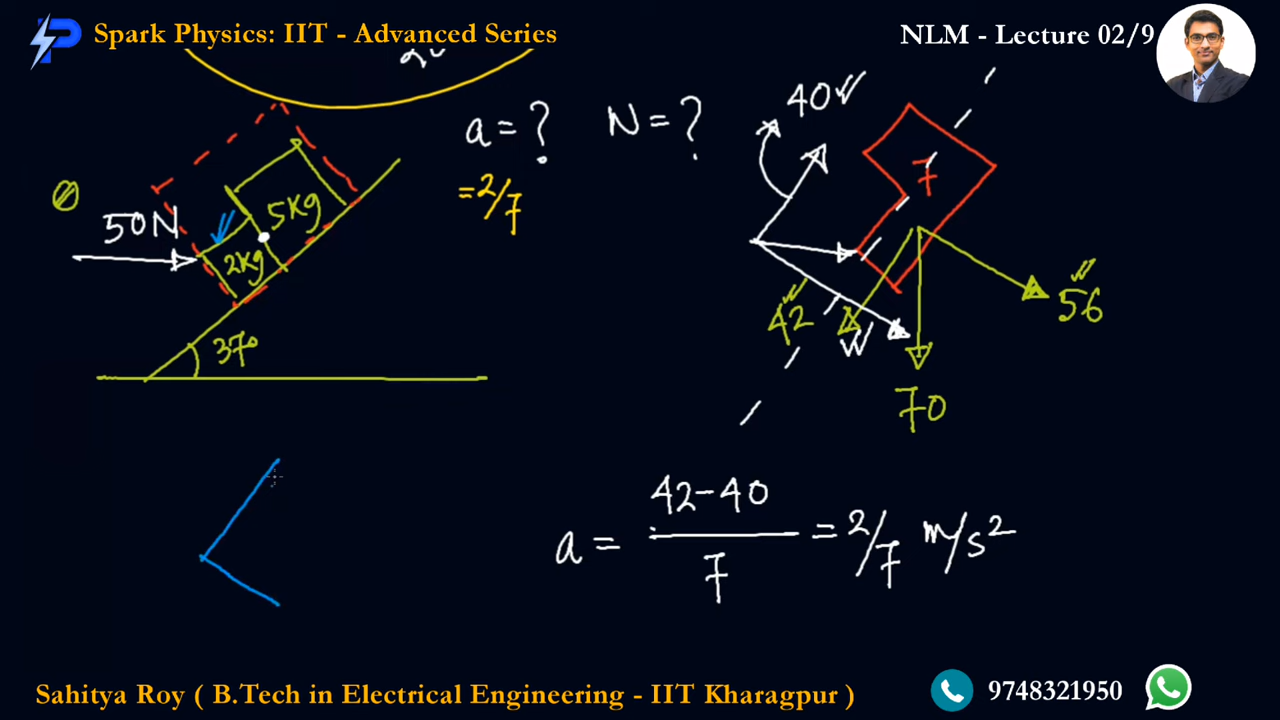 Spark Physics: IIT - Advanced Series
NLM - Lecture 02/9
a = ? N = ?
= 2/7
50N
5Kg
2Kg
37°
40
7
42
W
56
70
a = 42-40 / 7 = 2/7 m/s²
Sahitya Roy ( B.Tech in Electrical Engineering - IIT Kharagpur )
9748321950